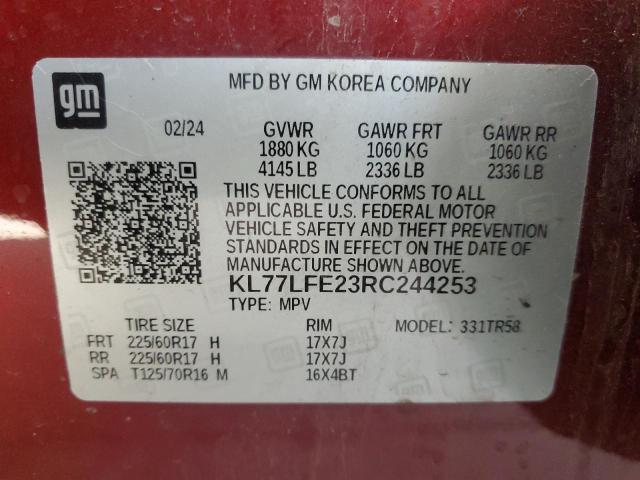 gm
MFD BY GM KOREA COMPANY
02/24 GVWR GAWR FRT GAWR RR
1880 KG 1060 KG 1060 KG
4145 LB 2336 LB 2336 LB
THIS VEHICLE CONFORMS TO ALL
APPLICABLE U.S. FEDERAL MOTOR
VEHICLE SAFETY AND THEFT PREVENTION
STANDARDS IN EFFECT ON THE DATE OF
MANUFACTURE SHOWN ABOVE.
KL77LFE23RC244253
TYPE: MPV
TIRE SIZE RIM MODEL: 331TR58
FRT 225/60R17 H 17X7J
RR 225/60R17 H 17X7J
SPA T125/70R16 M 16X4BT